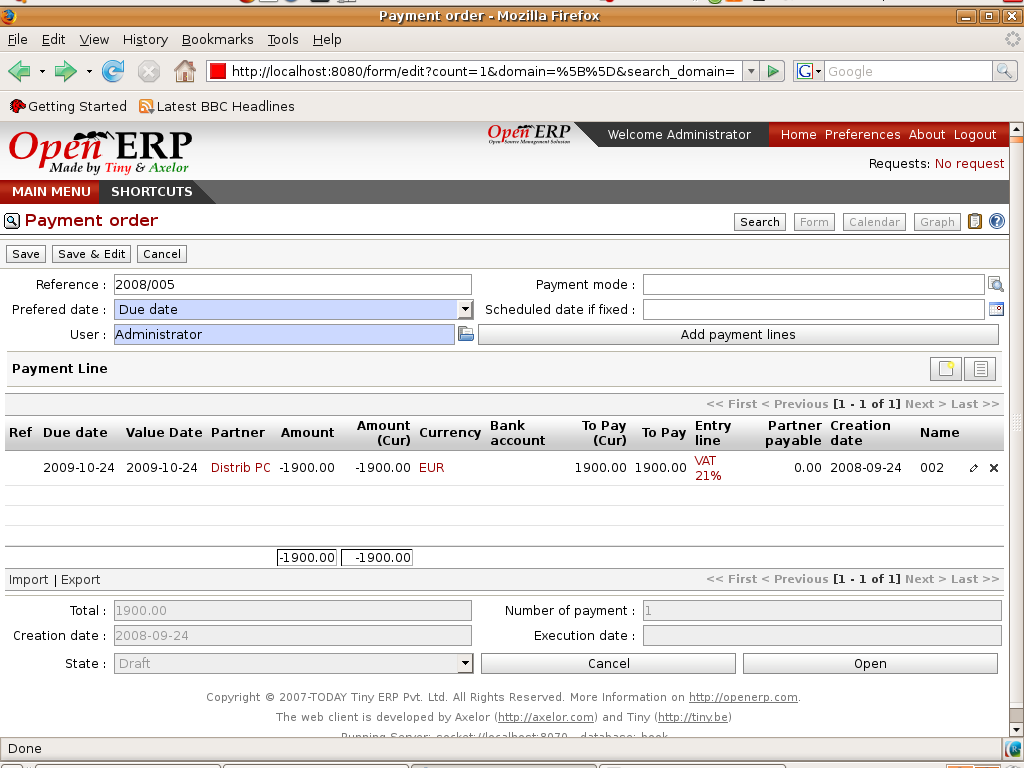 Payment order - Mozilla Firefox
File Edit View History Bookmarks Tools Help
http://localhost:8080/form/edit?count=1&domain=%5B%5D&search_domain= G Google
Getting Started Latest BBC Headlines
Open ERP
Made by Tiny & Axelor
Open ERP
Open Source Management Solution
Welcome Administrator Home Preferences About Logout
Requests: No request
MAIN MENU SHORTCUTS
Payment order Search Form Calendar Graph ?
Save Save & Edit Cancel
Reference : 2008/005 Payment mode :
Prefered date : Due date Scheduled date if fixed :
User : Administrator Add payment lines
Payment Line
<< First < Previous [1 - 1 of 1] Next > Last >>
Ref Due date Value Date Partner Amount Amount (Cur) Currency Bank account To Pay (Cur) To Pay Entry line Partner payable Creation date Name
2009-10-24 2009-10-24 Distrib PC -1900.00 -1900.00 EUR 1900.00 1900.00 VAT 21% 0.00 2008-09-24 002
-1900.00 -1900.00
Import | Export << First < Previous [1 - 1 of 1] Next > Last >>
Total : 1900.00 Number of payment : 1
Creation date : 2008-09-24 Execution date :
State : Draft Cancel Open
Copyright © 2007-TODAY Tiny ERP Pvt. Ltd. All Rights Reserved. More Information on http://openerp.com.
The web client is developed by Axelor (http://axelor.com) and Tiny (http://tiny.be)
Running Server: socket://localhost:8070 - database: book
Done